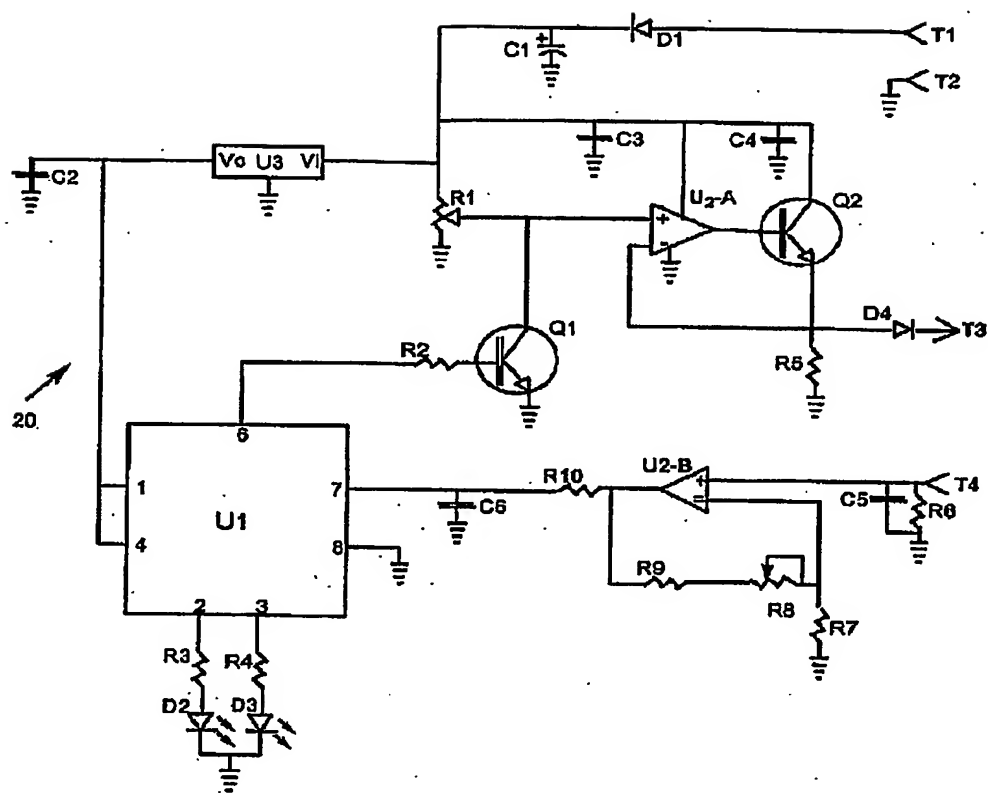 C1
D1
T1
T2
C2
Vo U3 VI
C3
C4
R1
U2-A
Q2
+
-
D4
T3
R5
Q1
R2
20
6
1
4
U1
7
8
2
3
C6
R10
U2-B
+
=
C5
T4
R6
R9
R8
R7
R3
R4
D2
D3